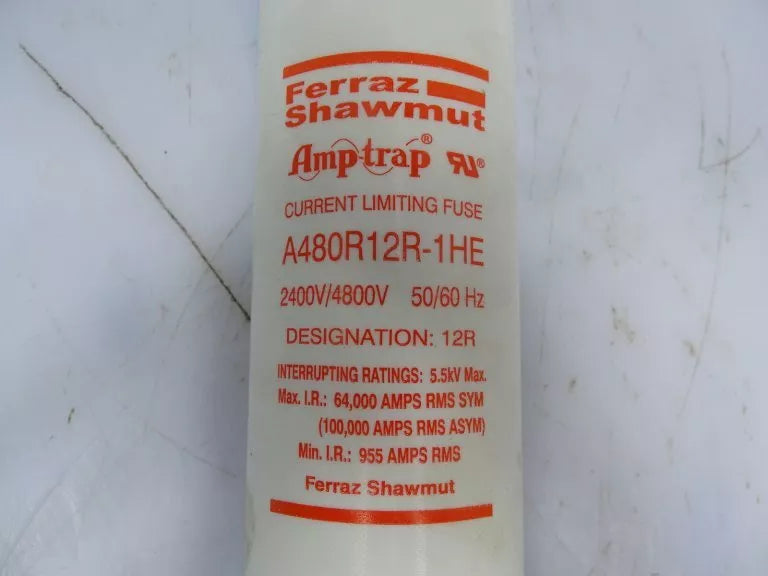 Ferraz
Shawmut
Amp-trap® RU®
CURRENT LIMITING FUSE
A480R12R-1HE
2400V/4800V 50/60 Hz
DESIGNATION: 12R
INTERRUPTING RATINGS: 5.5kV Max.
Max. I.R.: 64,000 AMPS RMS SYM
(100,000 AMPS RMS ASYM)
Min. I.R.: 955 AMPS RMS
Ferraz Shawmut